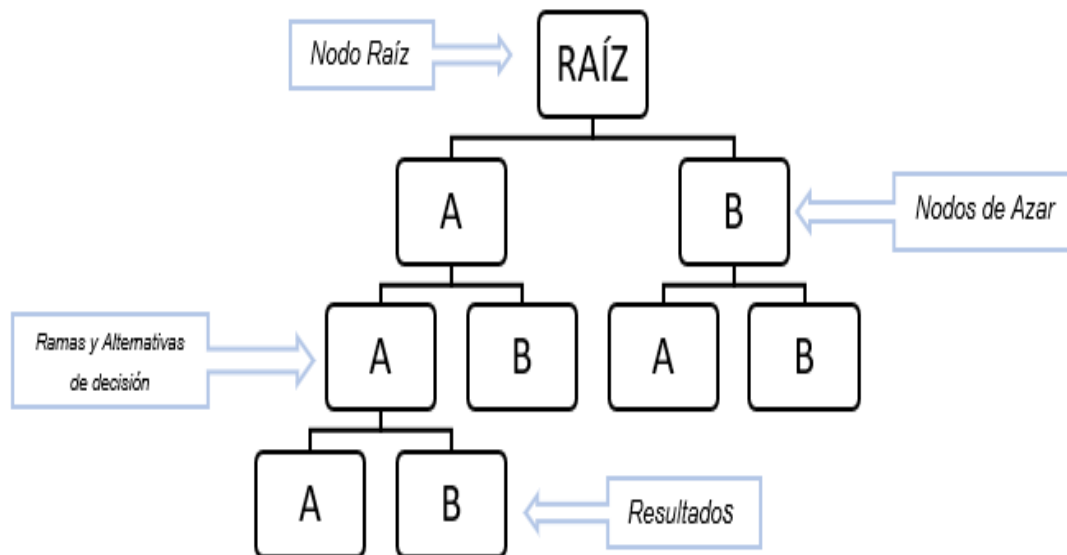 Nodo Raíz
RAÍZ
A
B
Nodos de Azar
Ramas y Alternativas
de decisión
A
B
A
B
A
B
Resultados